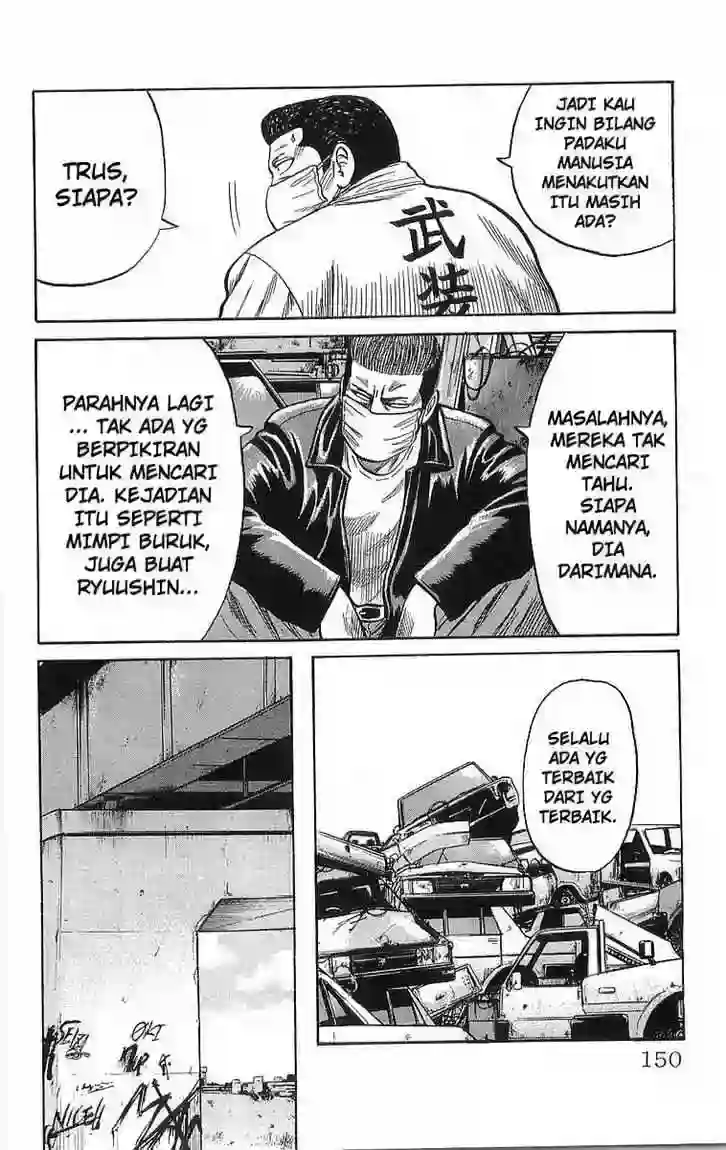 JADI KAU
INGIN BILANG
PADAKU
MANUSIA
MENAKUTKAN
ITU MASIH
ADA?
TRUS,
SIAPA?
武装
MASALAHNYA,
MEREKA TAK
MENCARI
TAHU.
SIAPA
NAMANYA,
DIA
DARIMANA.
PARAHNYA LAGI
... TAK ADA YG
BERPIKIRAN
UNTUK MENCARI
DIA. KEJADIAN
ITU SEPERTI
MIMPI BURUK,
JUGA BUAT
RYUUSHIN...
SELALU
ADA YG
TERBAIK
DARI YG
TERBAIK.
150